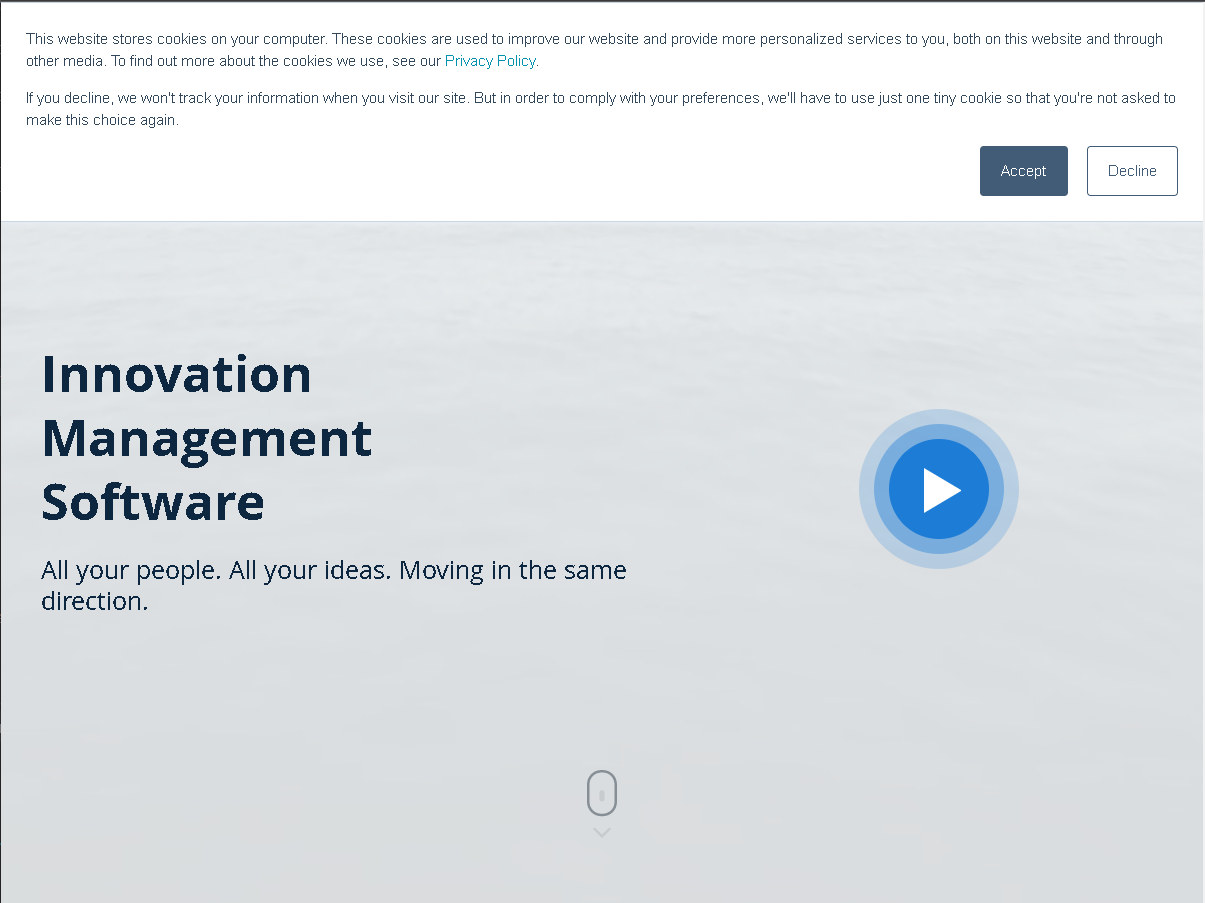 This website stores cookies on your computer. These cookies are used to improve our website and provide more personalized services to you, both on this website and through
other media. To find out more about the cookies we use, see our Privacy Policy.
If you decline, we won't track your information when you visit our site. But in order to comply with your preferences, we'll have to use just one tiny cookie so that you're not asked to
make this choice again.
Accept
Decline
Innovation
Management
Software
All your people. All your ideas. Moving in the same
direction.